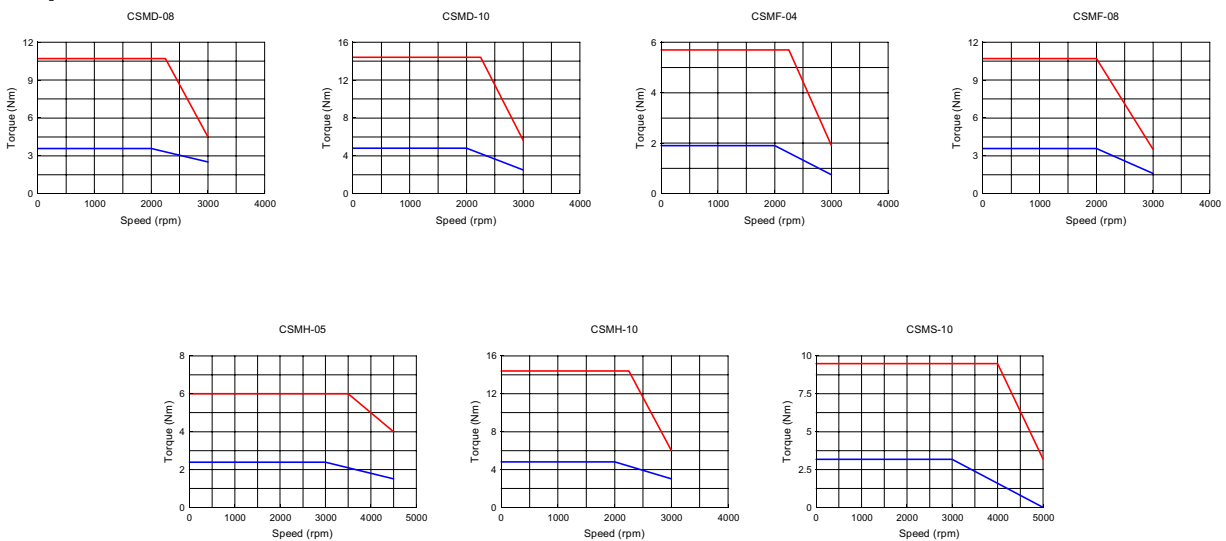 CSMD-08
12
9
6
3
0
Torque (Nm)
0 1000 2000 3000 4000
Speed (rpm)
CSMD-10
16
12
8
4
0
Torque (Nm)
0 1000 2000 3000 4000
Speed (rpm)
CSMF-04
6
4
2
0
Torque (Nm)
0 1000 2000 3000 4000
Speed (rpm)
CSMF-08
12
9
6
3
0
Torque (Nm)
0 1000 2000 3000 4000
Speed (rpm)
CSMH-05
8
6
4
2
0
Torque (Nm)
0 1000 2000 3000 4000 5000
Speed (rpm)
CSMH-10
16
12
8
4
0
Torque (Nm)
0 1000 2000 3000 4000
Speed (rpm)
CSMS-10
10
7.5
5
2.5
0
Torque (Nm)
0 1000 2000 3000 4000 5000
Speed (rpm)